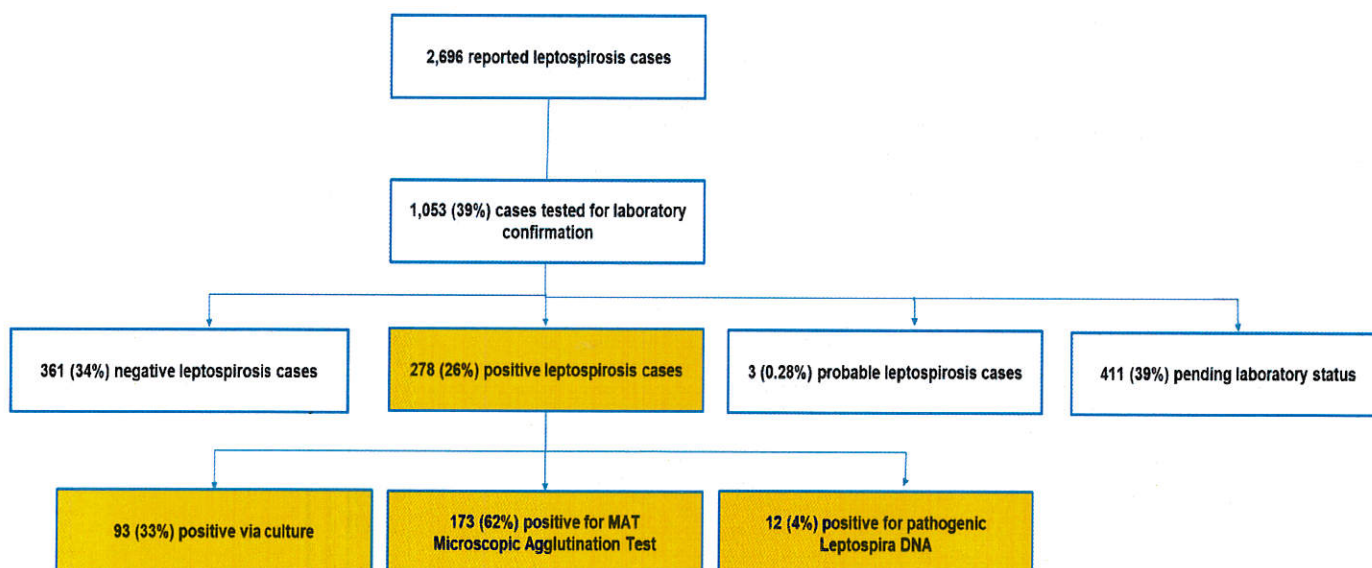 2,696 reported leptospirosis cases
1,053 (39%) cases tested for laboratory
confirmation
361 (34%) negative leptospirosis cases
278 (26%) positive leptospirosis cases
3 (0.28%) probable leptospirosis cases
411 (39%) pending laboratory status
93 (33%) positive via culture
173 (62%) positive for MAT
Microscopic Agglutination Test
12 (4%) positive for pathogenic
Leptospira DNA